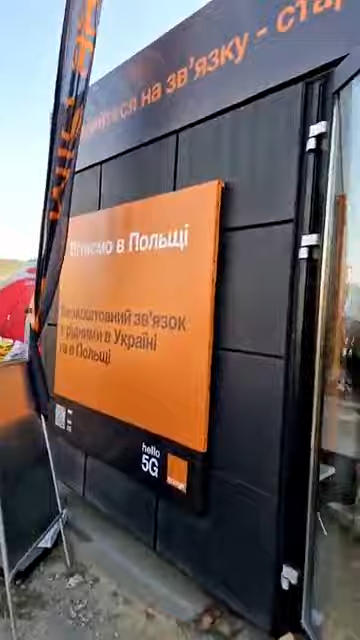 на зв'язку - ста
Вітаємо в Польщі
Безкоштовний зв'язок
з рідними в Україні
та в Польщі
hello
5G
orange